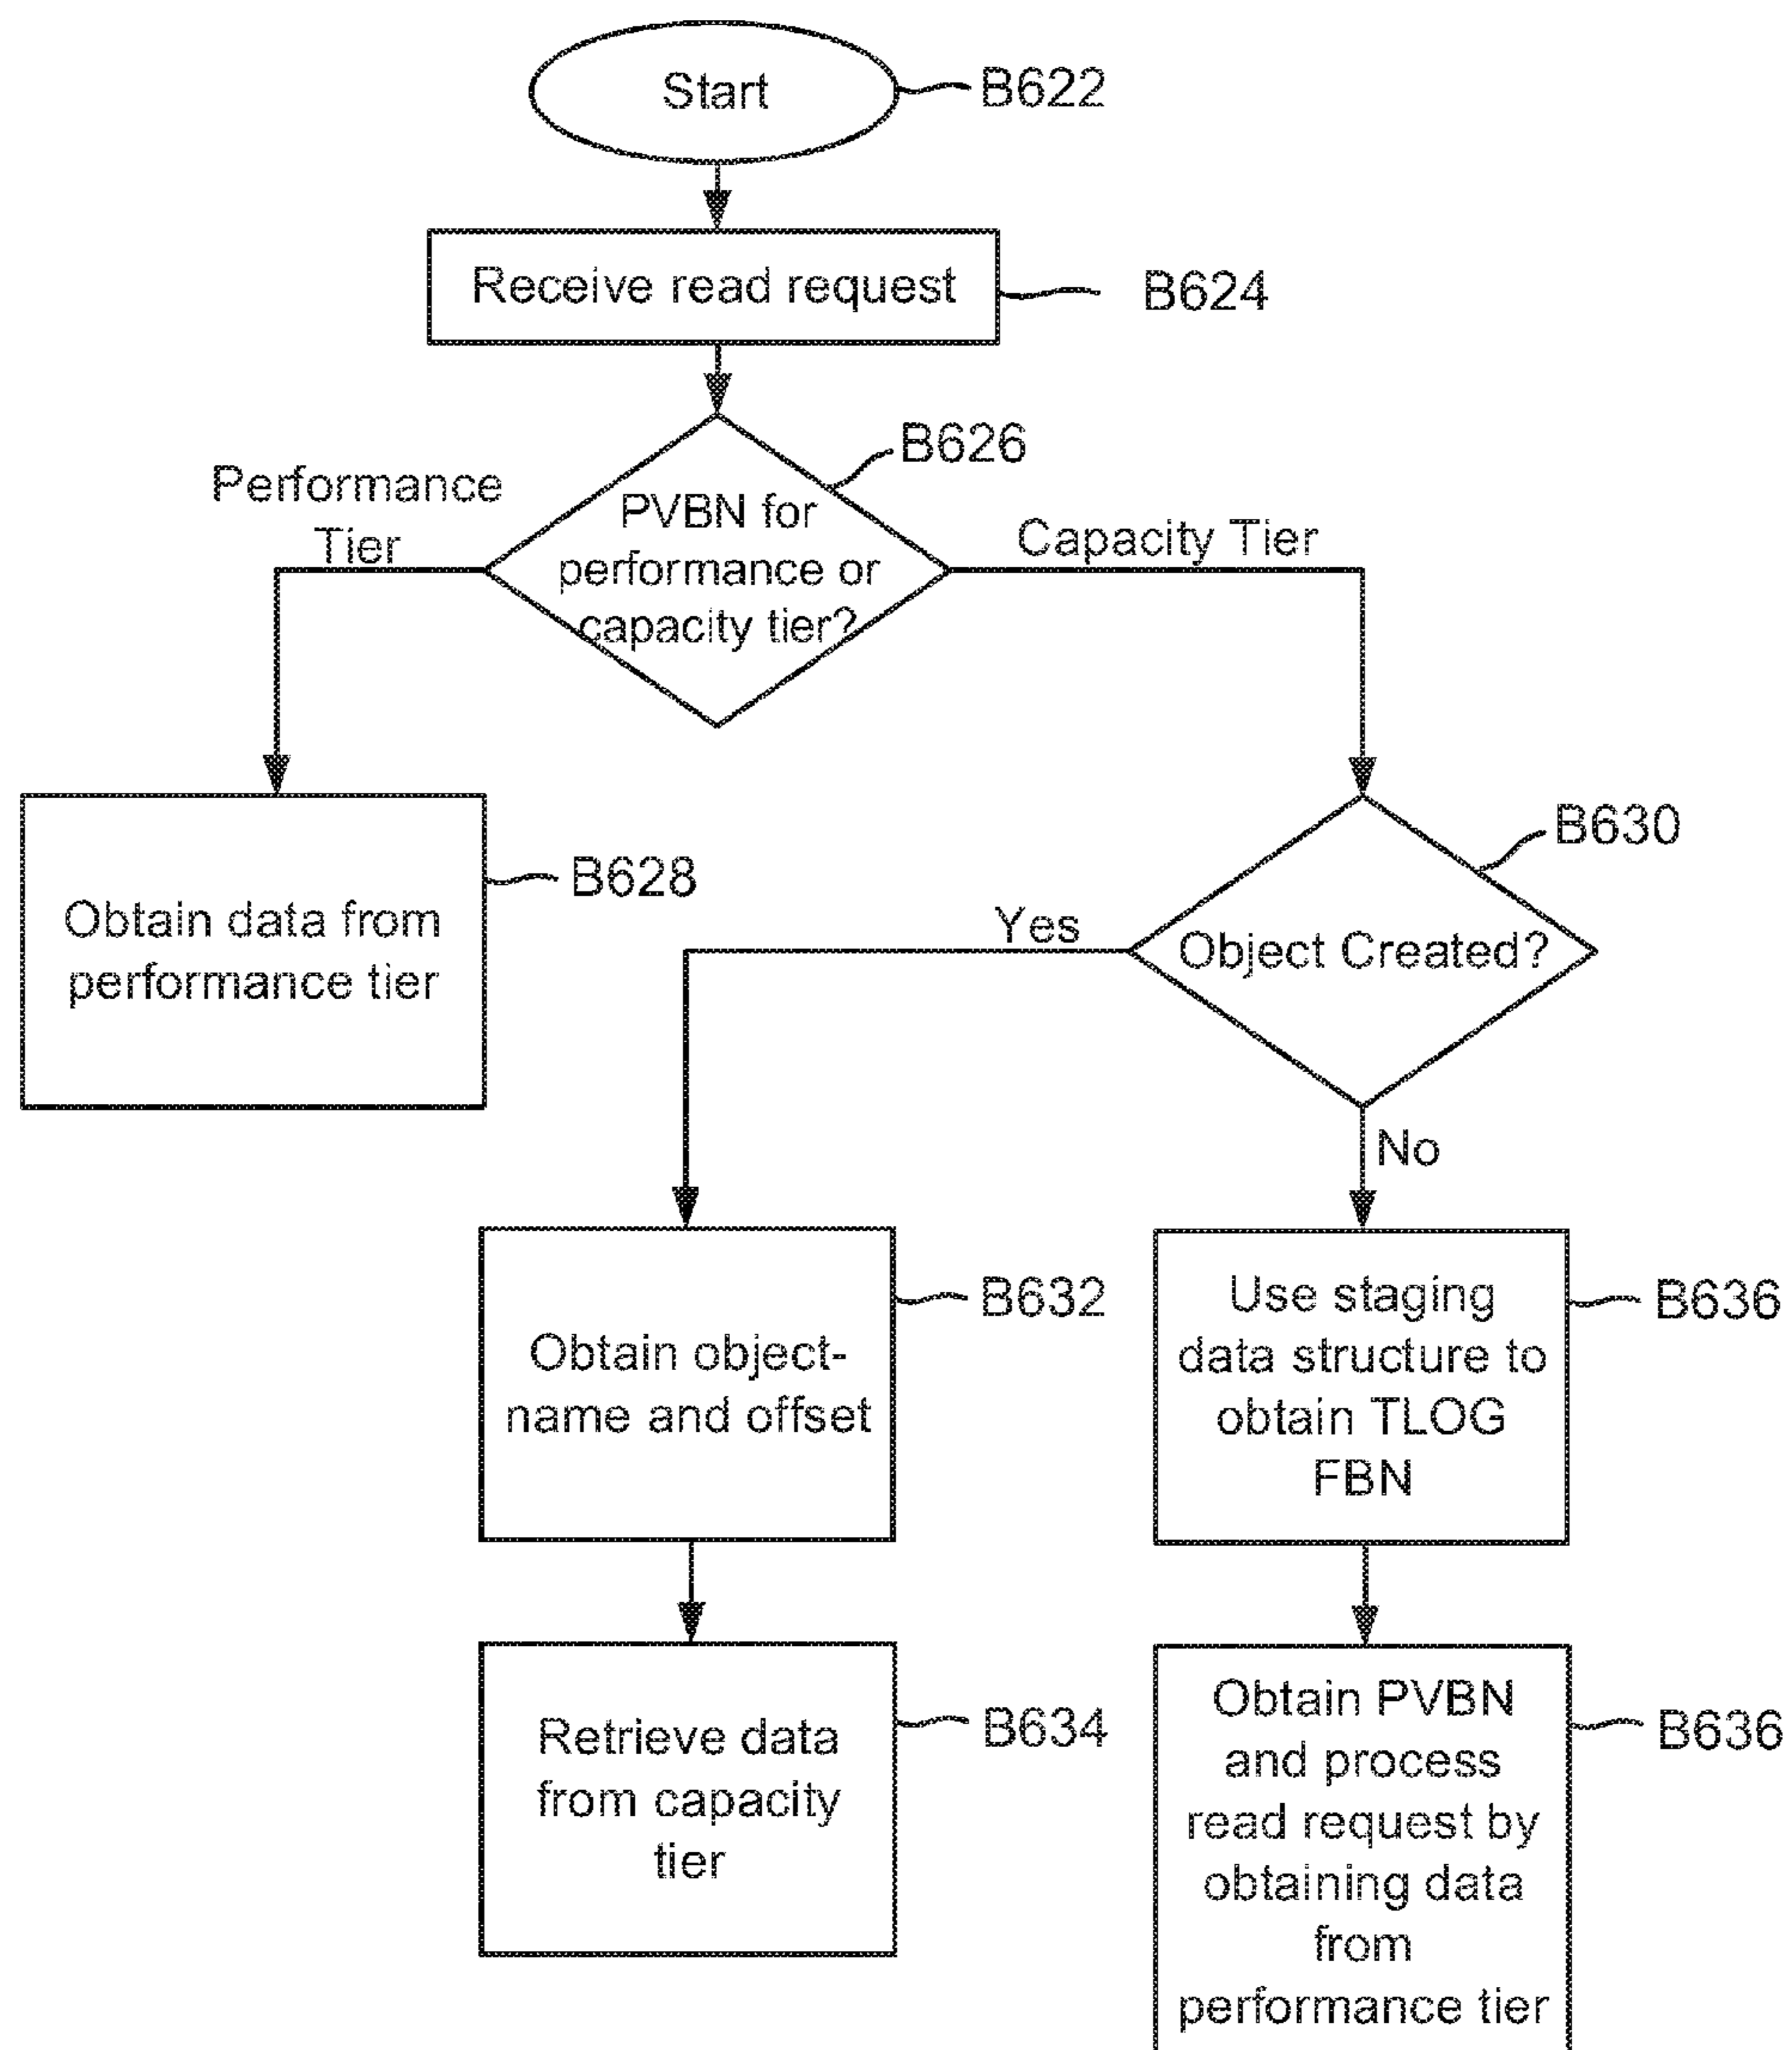 Start
B622
Receive read request
B624
B626
PVBN for
performance or
capacity tier?
Performance
Tier
Capacity Tier
Obtain data from
performance tier
B628
B630
Object Created?
Yes
No
Obtain object-
name and offset
B632
Use staging
data structure to
obtain TLOG
FBN
B636
Retrieve data
from capacity
tier
B634
Obtain PVBN
and process
read request by
obtaining data
from
performance tier
B636